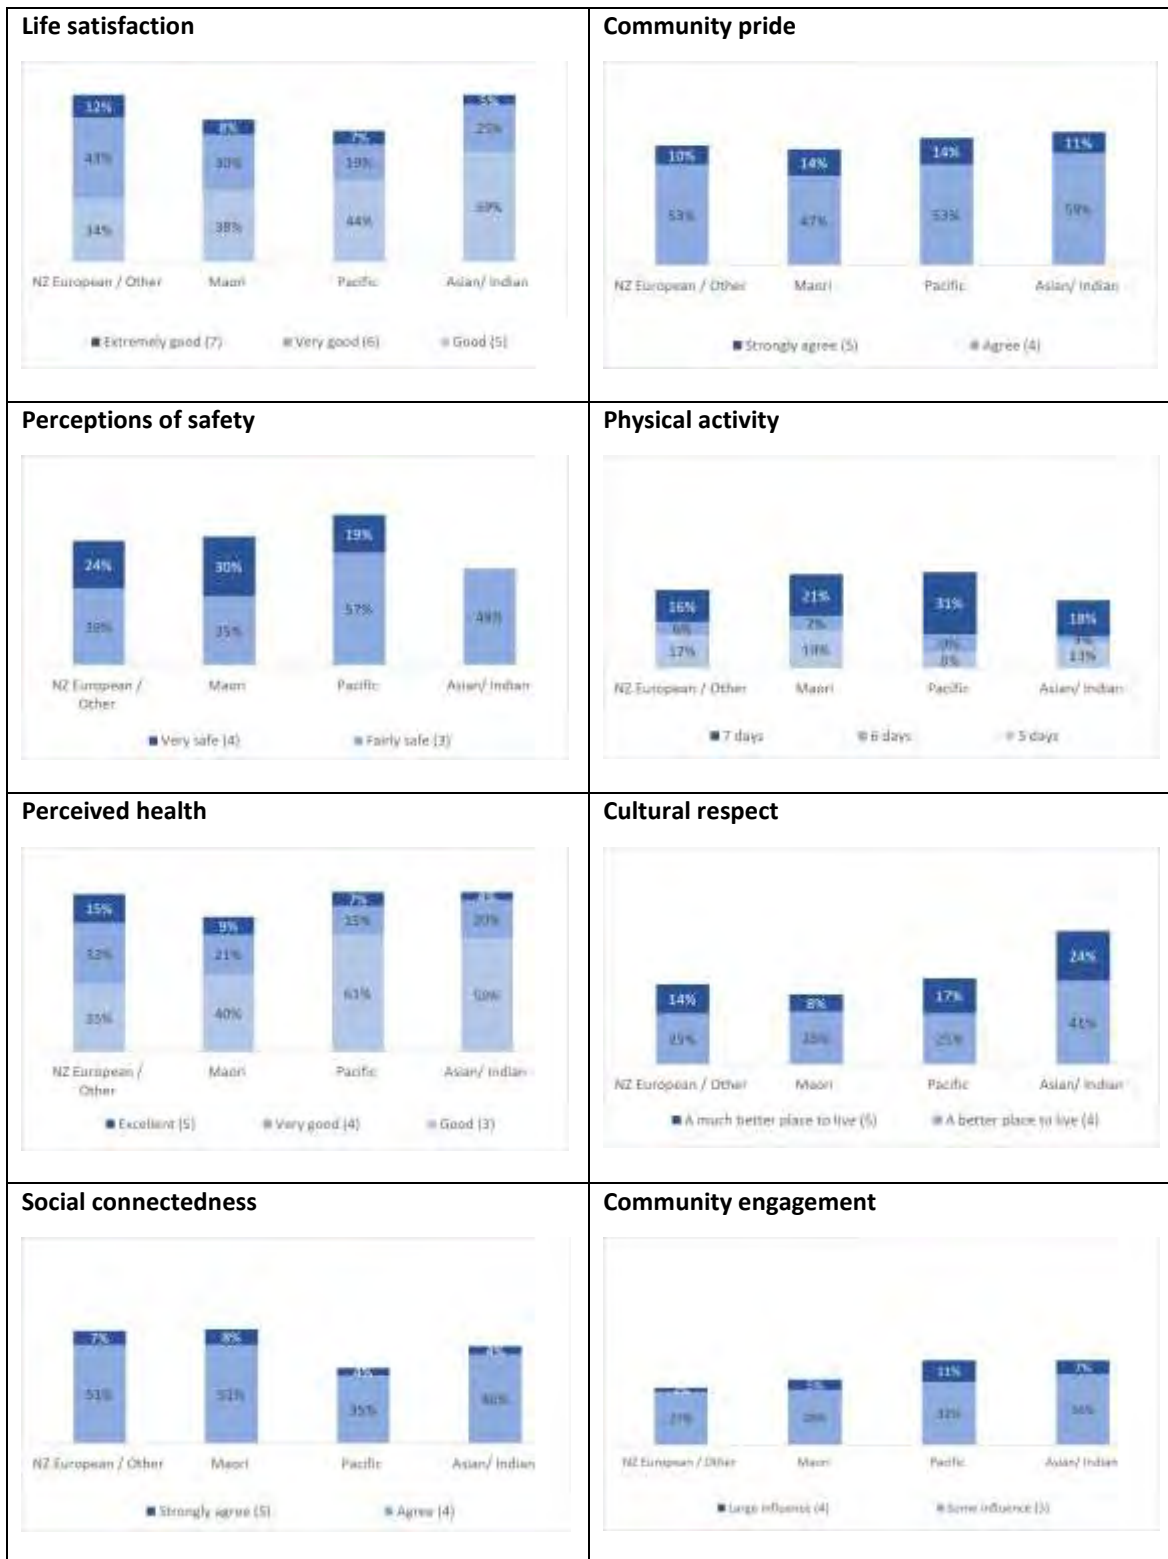 Life satisfaction
12%
8%
7%
5%
43%
30%
19%
25%
34%
38%
44%
NZ European / Other
Maori
Pacific
Asian/ Indian
Extremely good (7)
Very good (6)
Good (5)
Community pride
10%
14%
14%
11%
53%
47%
53%
59%
NZ European / Other
Maori
Pacific
Asian/ Indian
Strongly agree (5)
Agree (4)
Perceptions of safety
24%
30%
19%
35%
57%
49%
NZ European /
Other
Maori
Pacific
Asian/ Indian
Very safe (4)
Fairly safe (3)
Physical activity
16%
21%
31%
18%
6%
7%
17%
19%
8%
13%
NZ European / Other
Maori
Pacific
Asian/ Indian
7 days
6 days
5 days
Perceived health
15%
9%
7%
4%
21%
15%
20%
35%
40%
NZ European /
Other
Maori
Pacific
Asian/ Indian
Excellent (5)
Very good (4)
Good (3)
Cultural respect
14%
8%
17%
24%
25%
25%
41%
NZ European / Other
Maori
Pacific
Asian/ Indian
A much better place to live (5)
A better place to live (4)
Social connectedness
7%
8%
4%
4%
51%
51%
35%
NZ European / Other
Maori
Pacific
Asian/ Indian
Strongly agree (5)
Agree (4)
Community engagement
11%
7%
32%
NZ European / Other
Maori
Pacific
Asian/ Indian
Large influence (4)
Some influence (3)